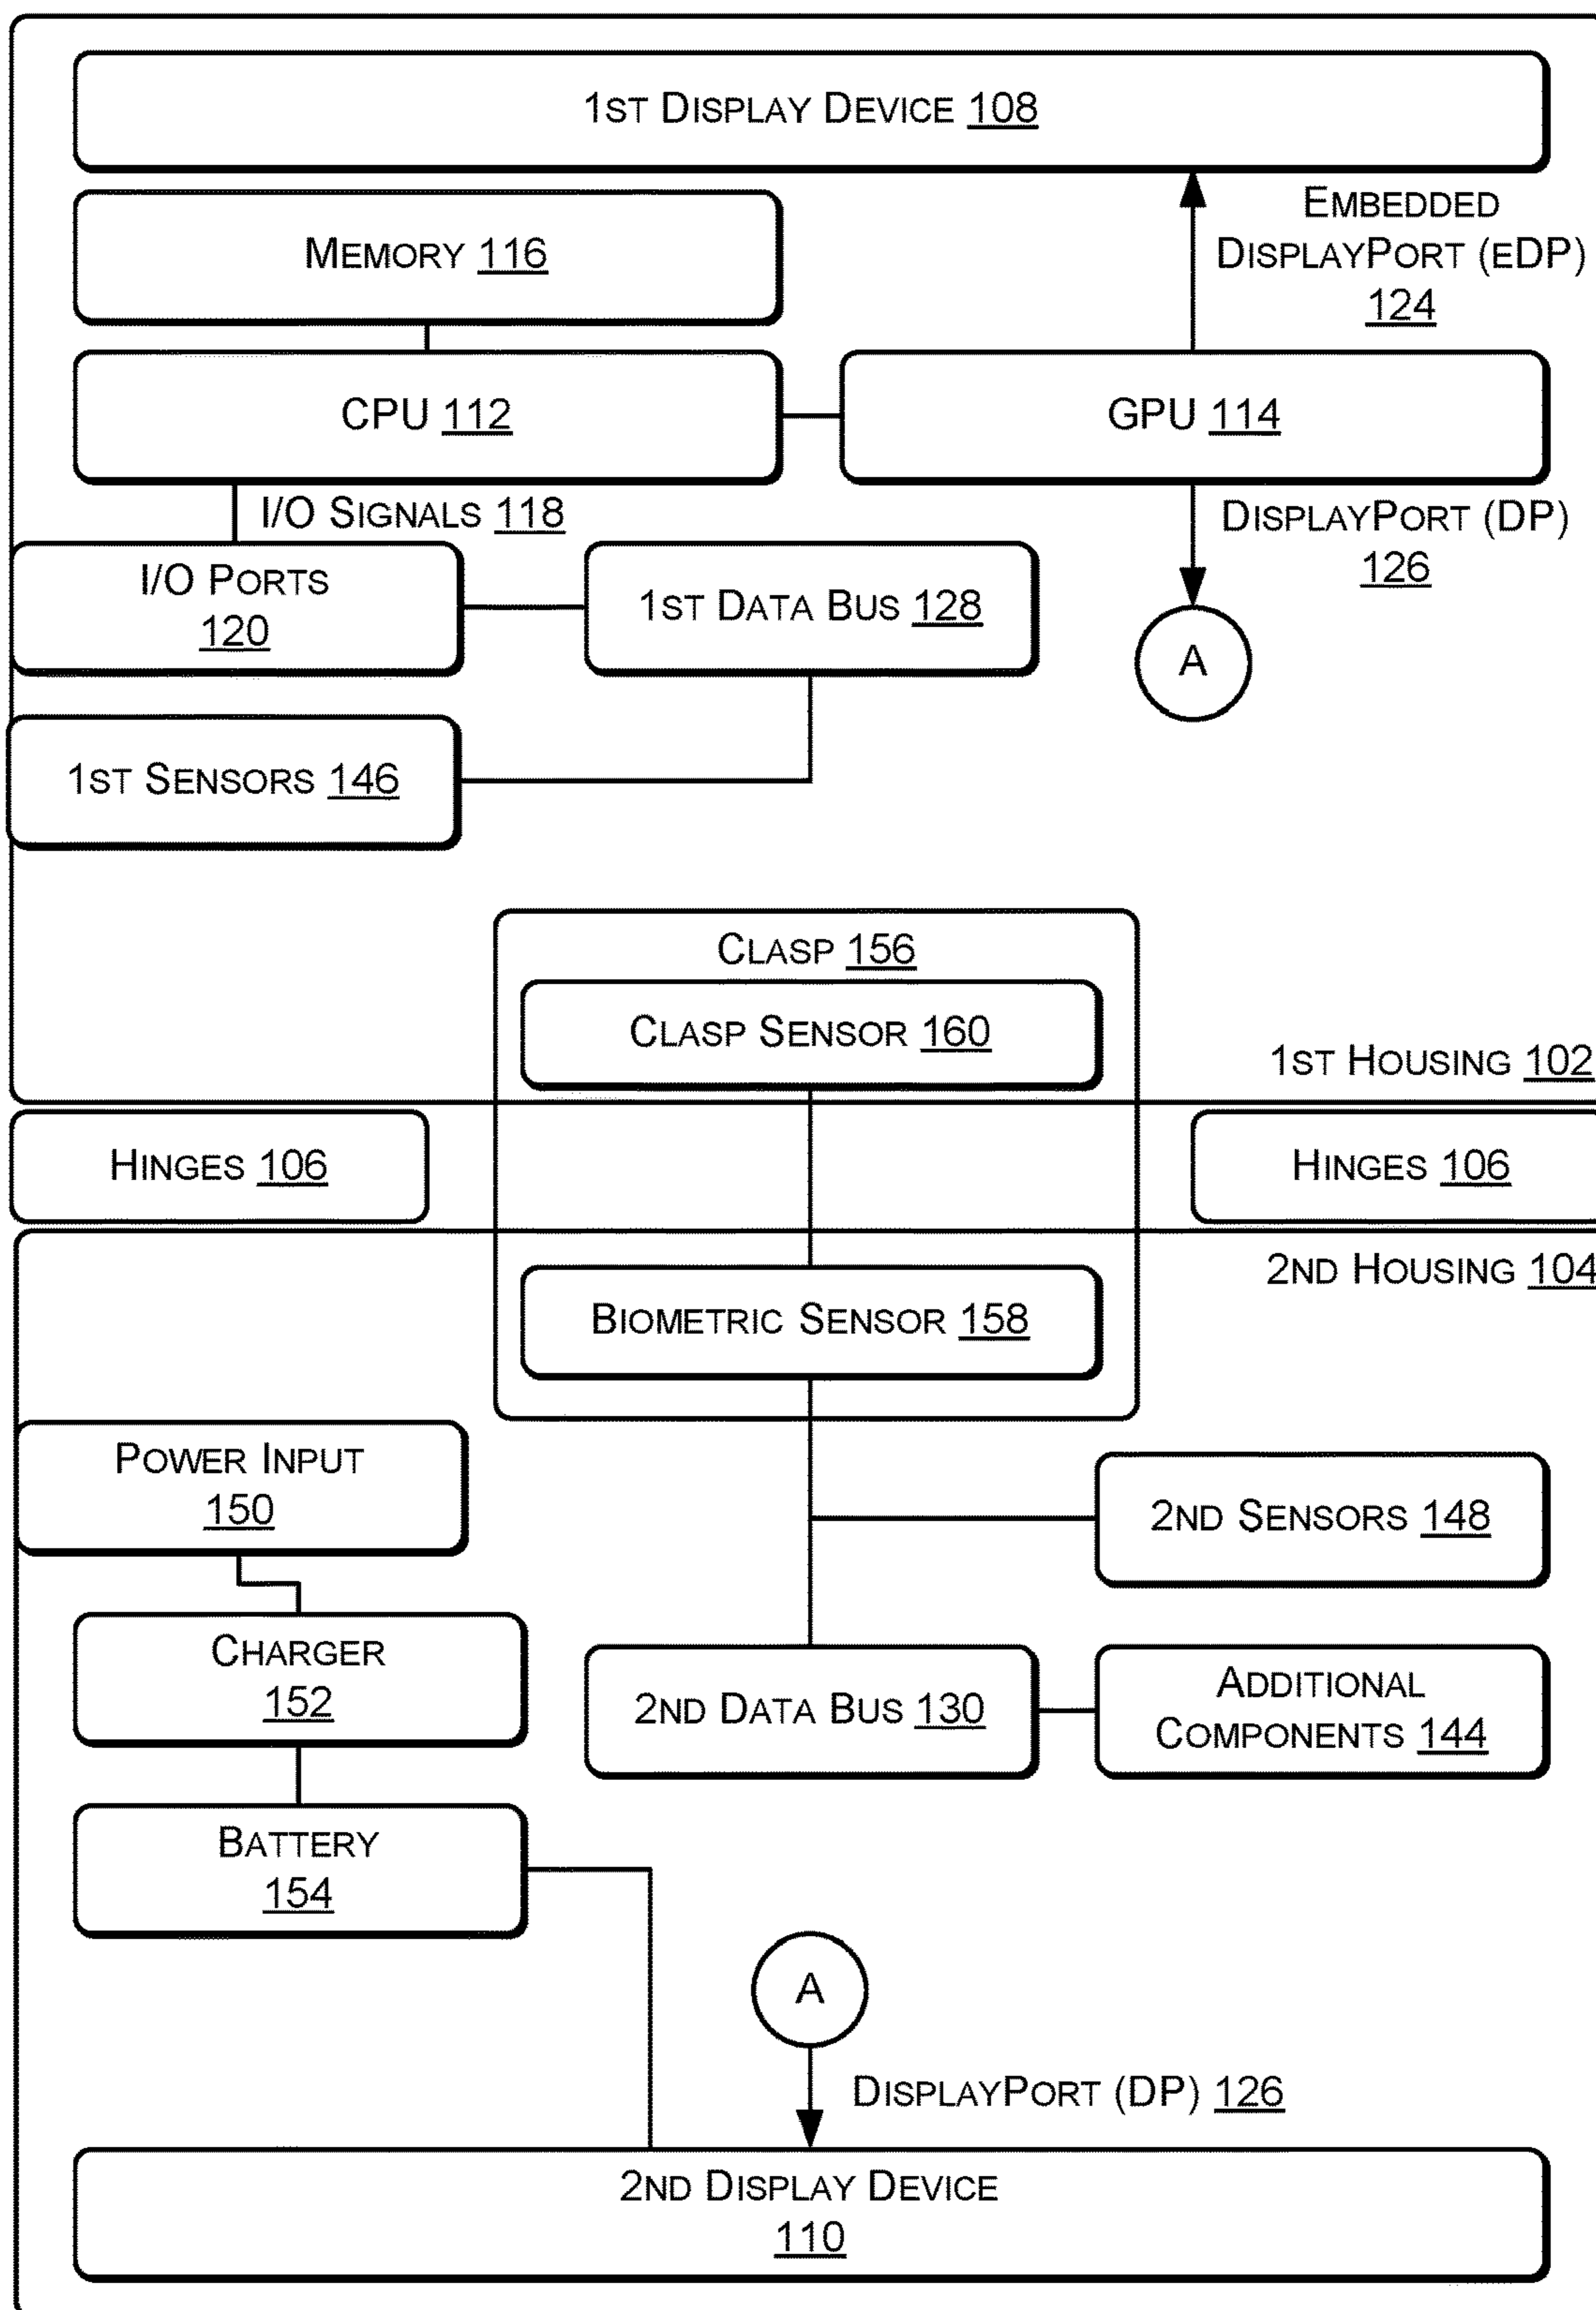 1ST DISPLAY DEVICE 108
MEMORY 116
EMBEDDED
DISPLAYPORT (EDP)
124
CPU 112
GPU 114
I/O SIGNALS 118
DISPLAYPORT (DP)
126
I/O PORTS
120
1ST DATA BUS 128
A
1ST SENSORS 146
CLASP 156
CLASP SENSOR 160
1ST HOUSING 102
HINGES 106
HINGES 106
2ND HOUSING 104
BIOMETRIC SENSOR 158
POWER INPUT
150
2ND SENSORS 148
CHARGER
152
2ND DATA BUS 130
ADDITIONAL
COMPONENTS 144
BATTERY
154
A
DISPLAYPORT (DP) 126
2ND DISPLAY DEVICE
110